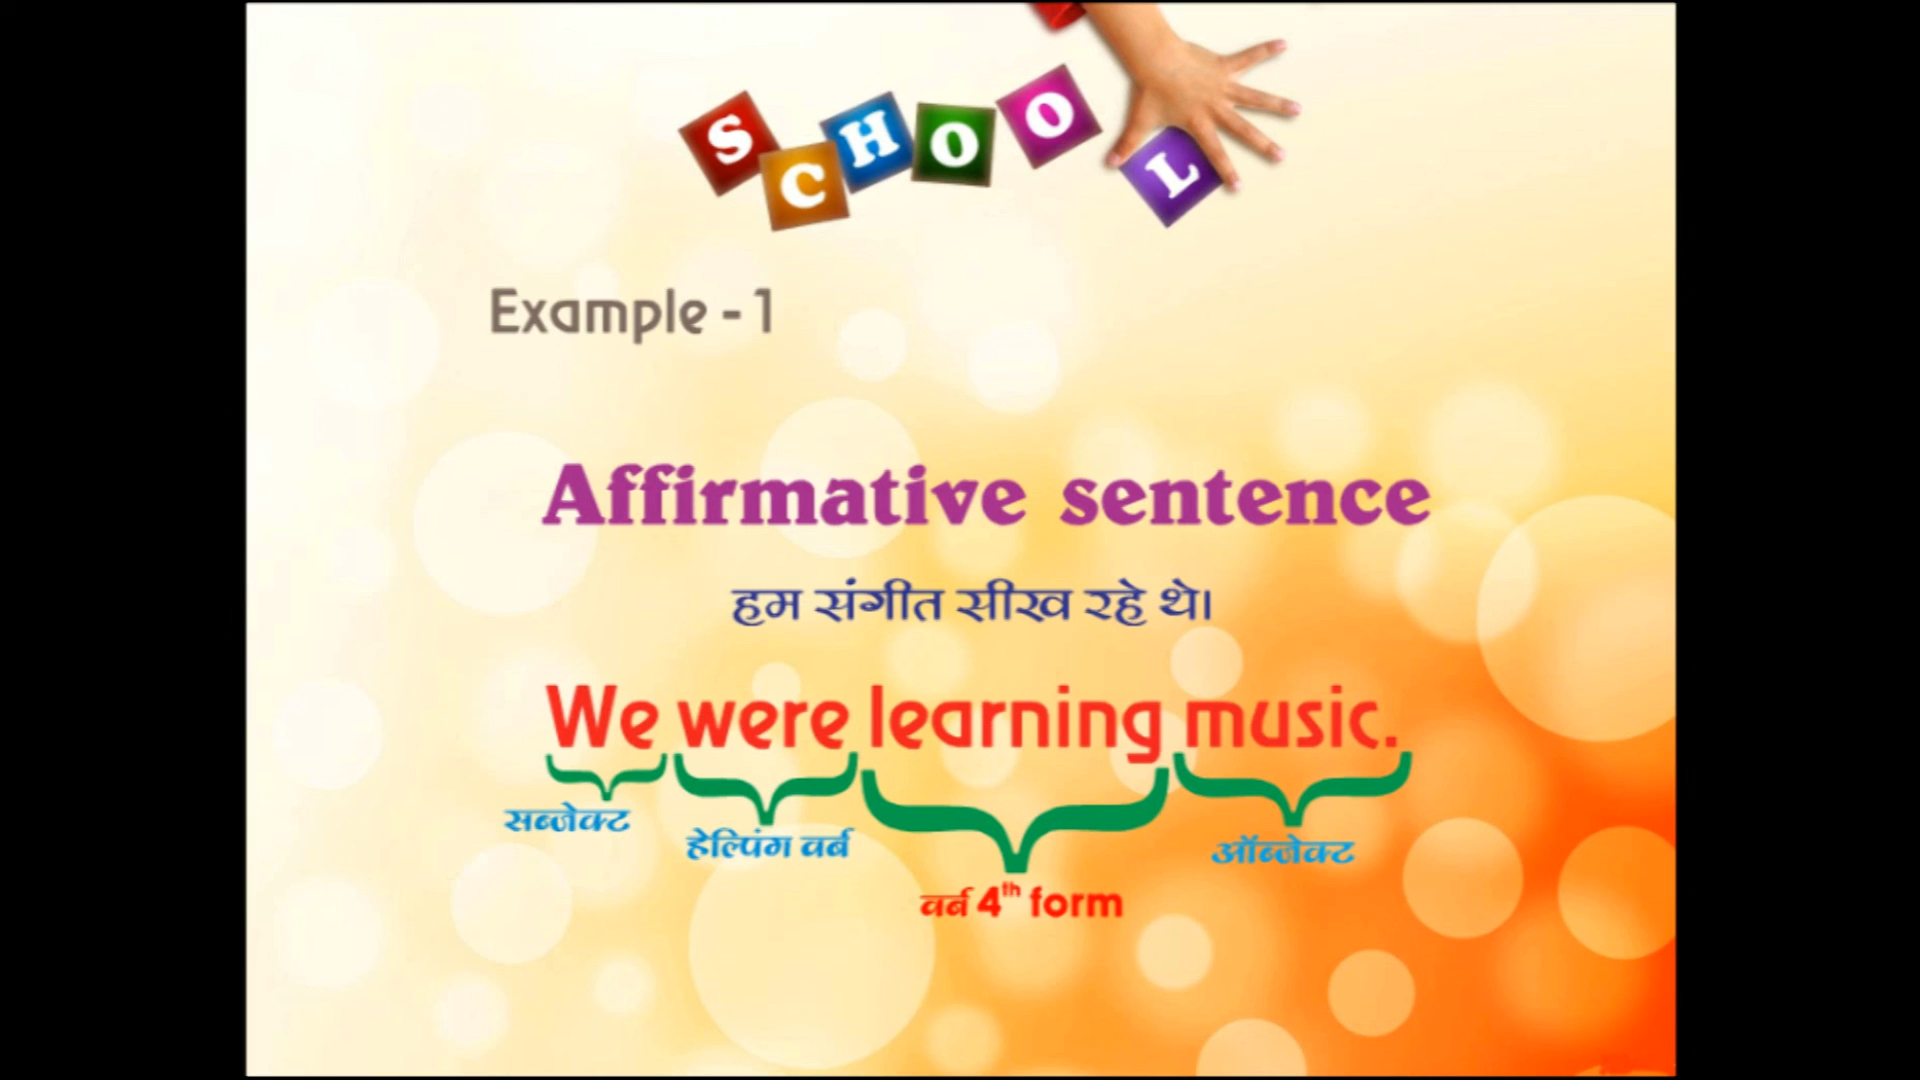 SCHOOL
Example - 1
Affirmative sentence
हम संगीत सीख रहे थे।
We were learning music.
सब्जेक्ट हेल्पिंग वर्ब ऑब्जेक्ट
वर्ब 4th form